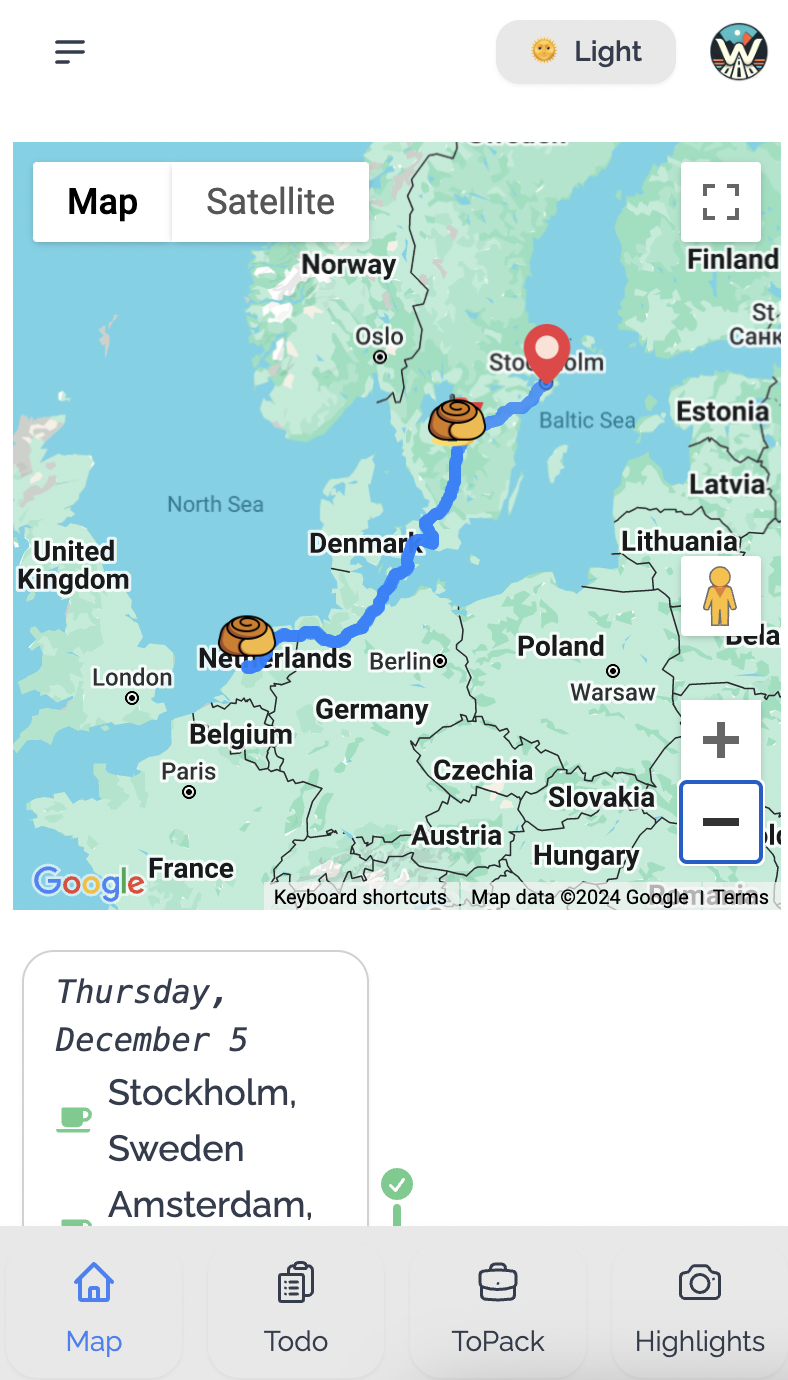 Light
Map
Satellite
Norway
Finland
Oslo
St
Санк
Baltic Sea
Estonia
Latvia
North Sea
Denmark
Lithuania
United
Kingdom
Netherlands
Berlin
Poland
London
Warsaw
Germany
Belgium
Paris
Czechia
Slovakia
Austria
Hungary
France
Google
Keyboard shortcuts
Map data ©2024 Google
Terms
Thursday,
December 5
Stockholm,
Sweden
Amsterdam,
Map
Todo
ToPack
Highlights